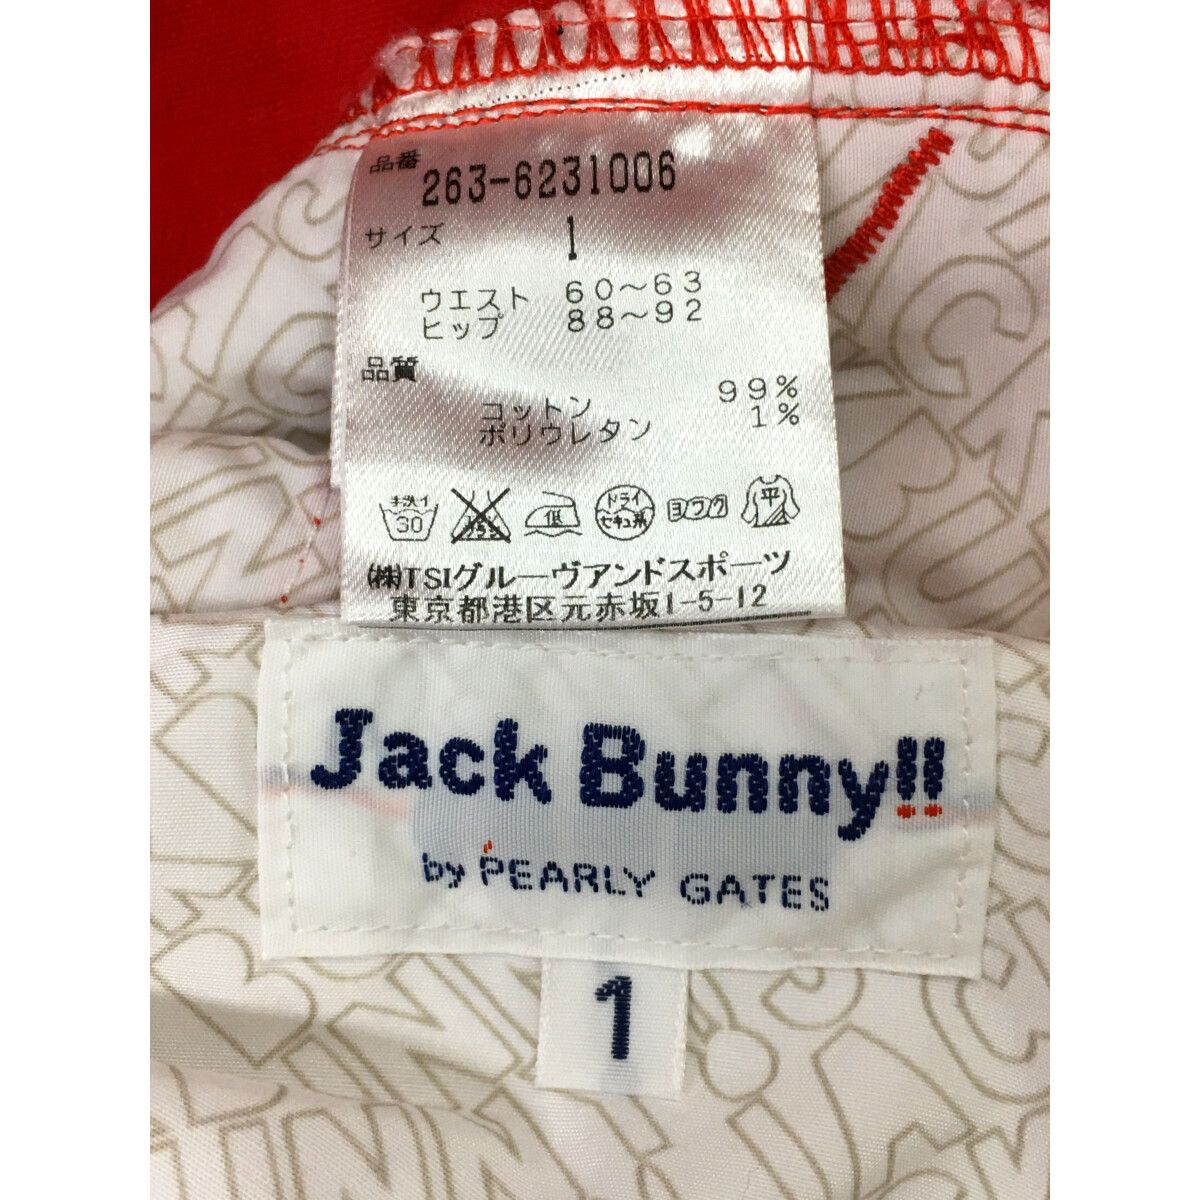 品番 263-6231006
サイズ 1
ウエスト 60〜63
ヒップ 88〜92
品質
コットン 99%
ポリウレタン 1%
手洗イ 30
低
ドライ
セキユ系
ヨワク
平
(株)TSIグルーヴアンドスポーツ
東京都港区元赤坂1-5-12
Jack Bunny!!
by PEARLY GATES
1